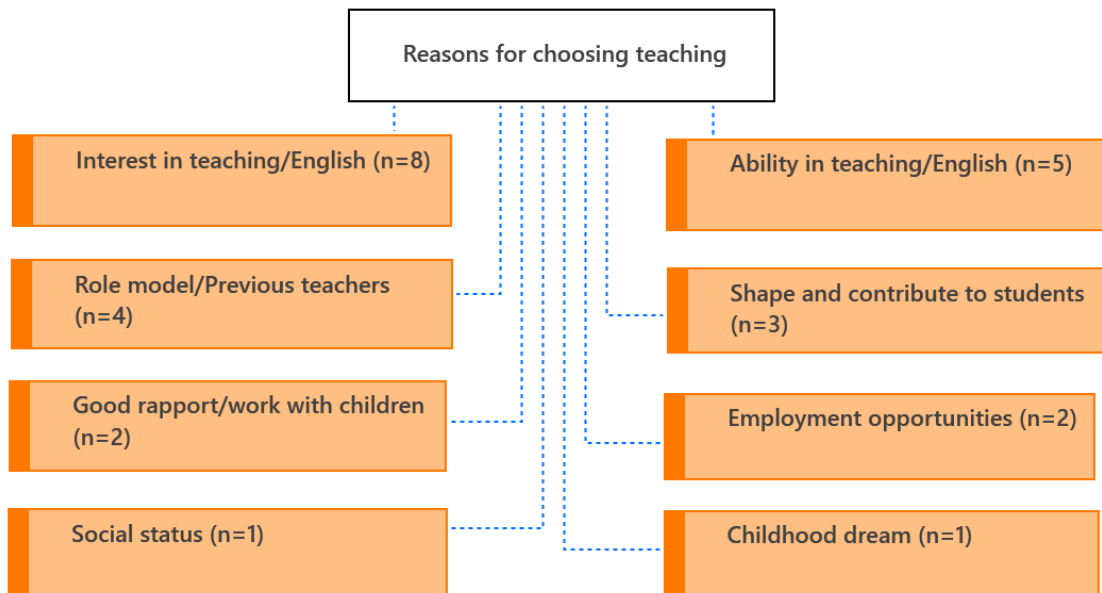 Reasons for choosing teaching
Interest in teaching/English (n=8)
Ability in teaching/English (n=5)
Role model/Previous teachers
(n=4)
Shape and contribute to students
(n=3)
Good rapport/work with children
(n=2)
Employment opportunities (n=2)
Social status (n=1)
Childhood dream (n=1)